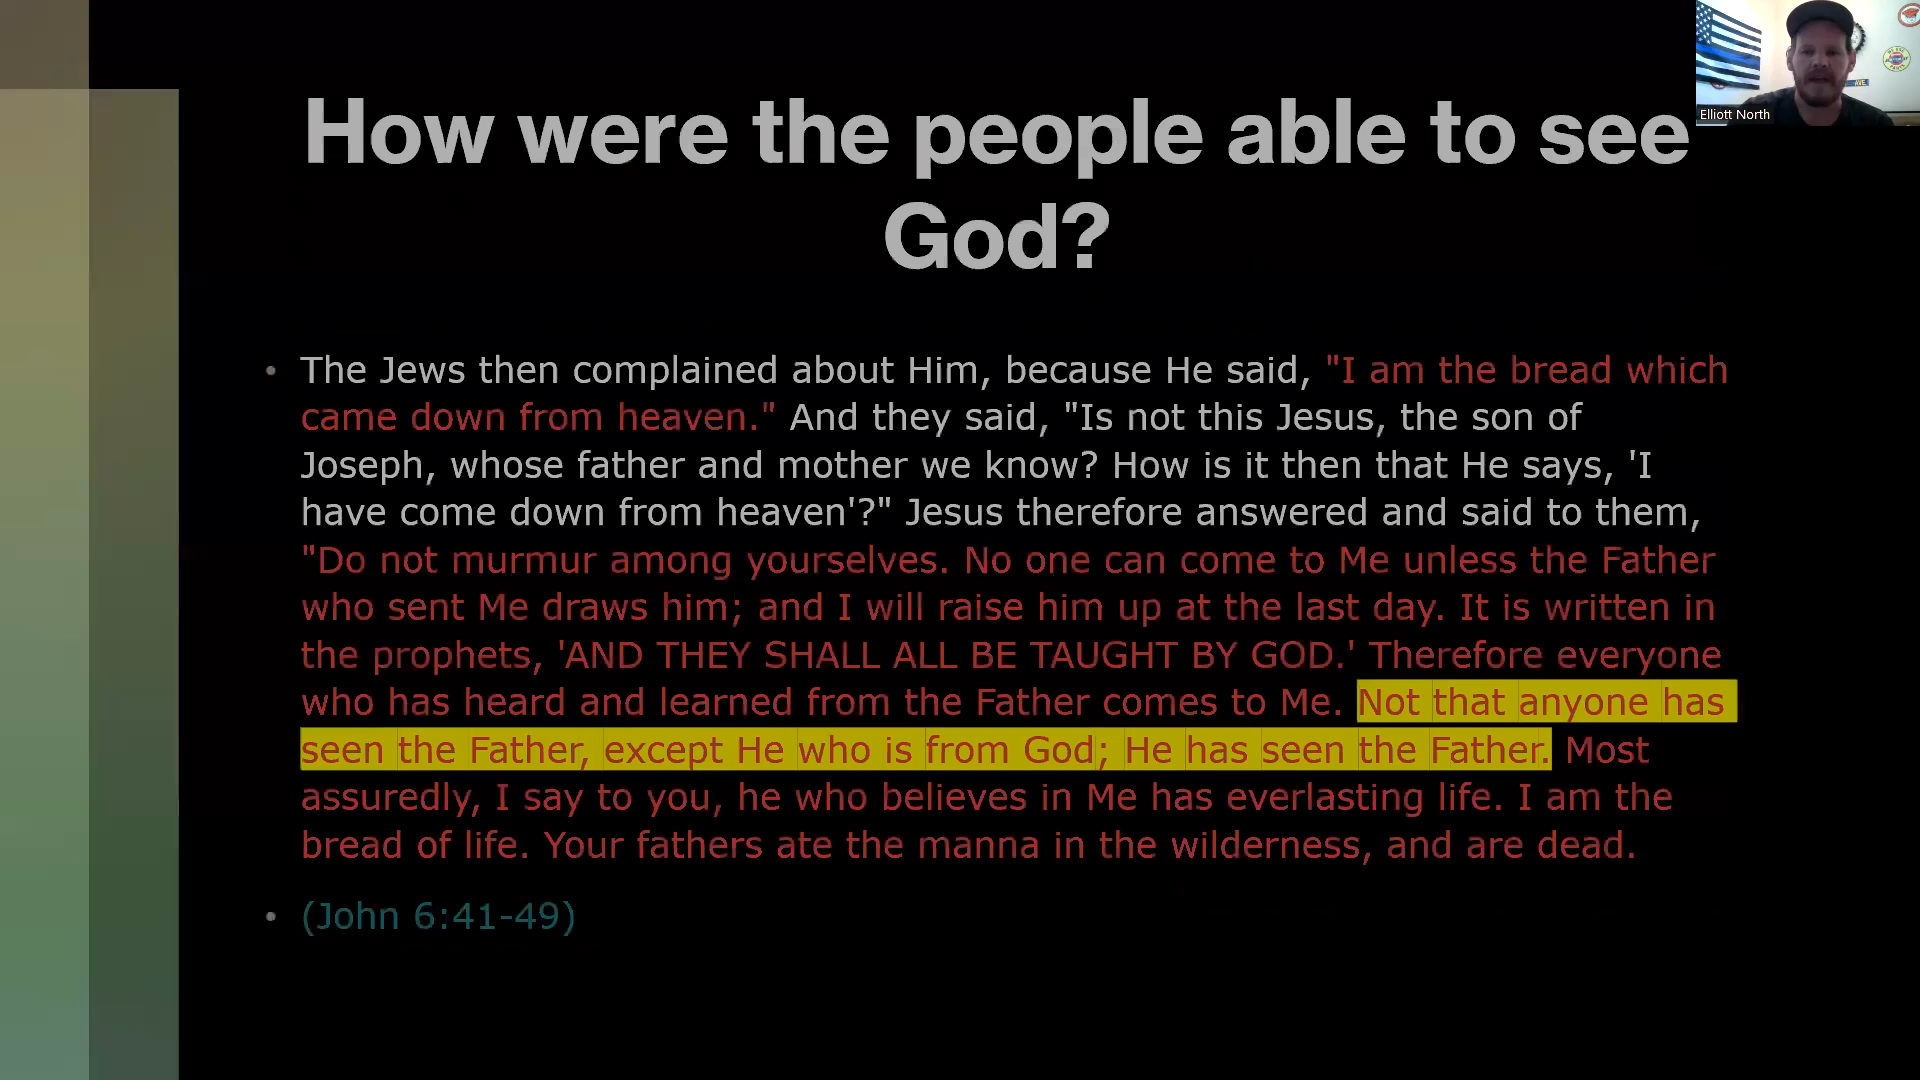 How were the people able to see
God?
Elliott North
• The Jews then complained about Him, because He said, "I am the bread which
came down from heaven." And they said, "Is not this Jesus, the son of
Joseph, whose father and mother we know? How is it then that He says, 'I
have come down from heaven'?" Jesus therefore answered and said to them,
"Do not murmur among yourselves. No one can come to Me unless the Father
who sent Me draws him; and I will raise him up at the last day. It is written in
the prophets, 'AND THEY SHALL ALL BE TAUGHT BY GOD.' Therefore everyone
who has heard and learned from the Father comes to Me. Not that anyone has
seen the Father, except He who is from God; He has seen the Father. Most
assuredly, I say to you, he who believes in Me has everlasting life. I am the
bread of life. Your fathers ate the manna in the wilderness, and are dead.
• (John 6:41-49)